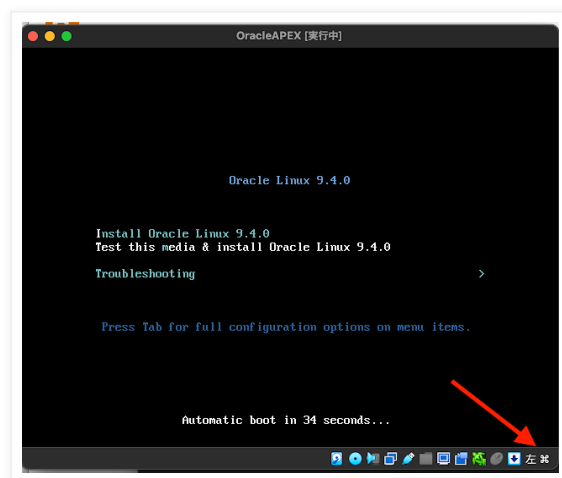 OracleAPEX [実行中]
Oracle Linux 9.4.0
Install Oracle Linux 9.4.0
Test this media & install Oracle Linux 9.4.0
Troubleshooting >
Press Tab for full configuration options on menu items.
Automatic boot in 34 seconds...
左 ⌘